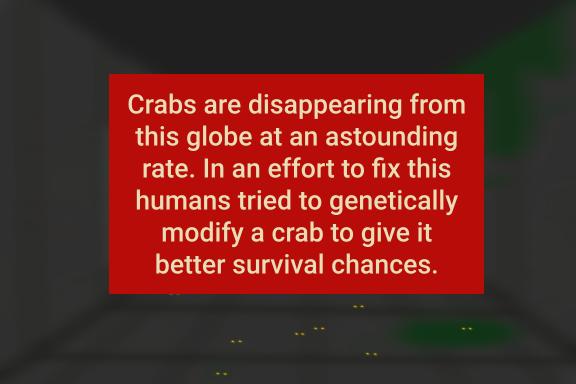 Crabs are disappearing from
this globe at an astounding
rate. In an effort to fix this
humans tried to genetically
modify a crab to give it
better survival chances.